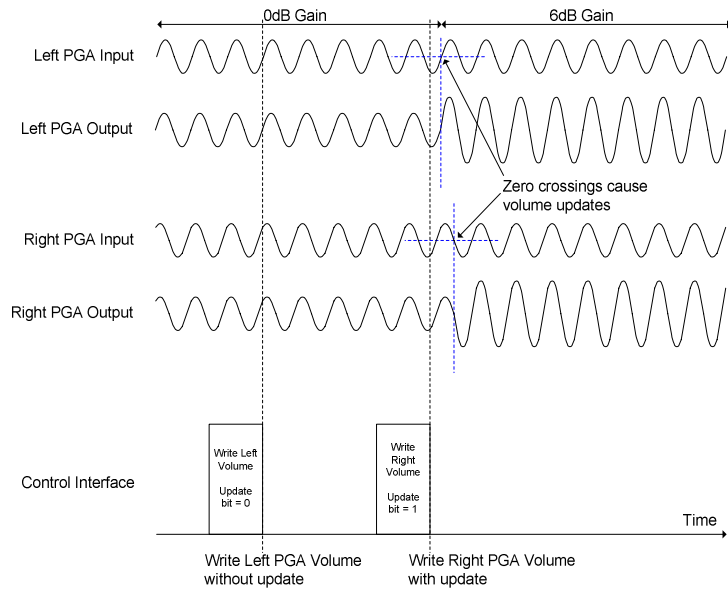 0dB Gain
6dB Gain
Left PGA Input
Left PGA Output
Zero crossings cause
volume updates
Right PGA Input
Right PGA Output
Control Interface
Write Left
Volume
Update
bit = 0
Write
Right
Volume
Update
bit = 1
Time
Write Left PGA Volume
without update
Write Right PGA Volume
with update